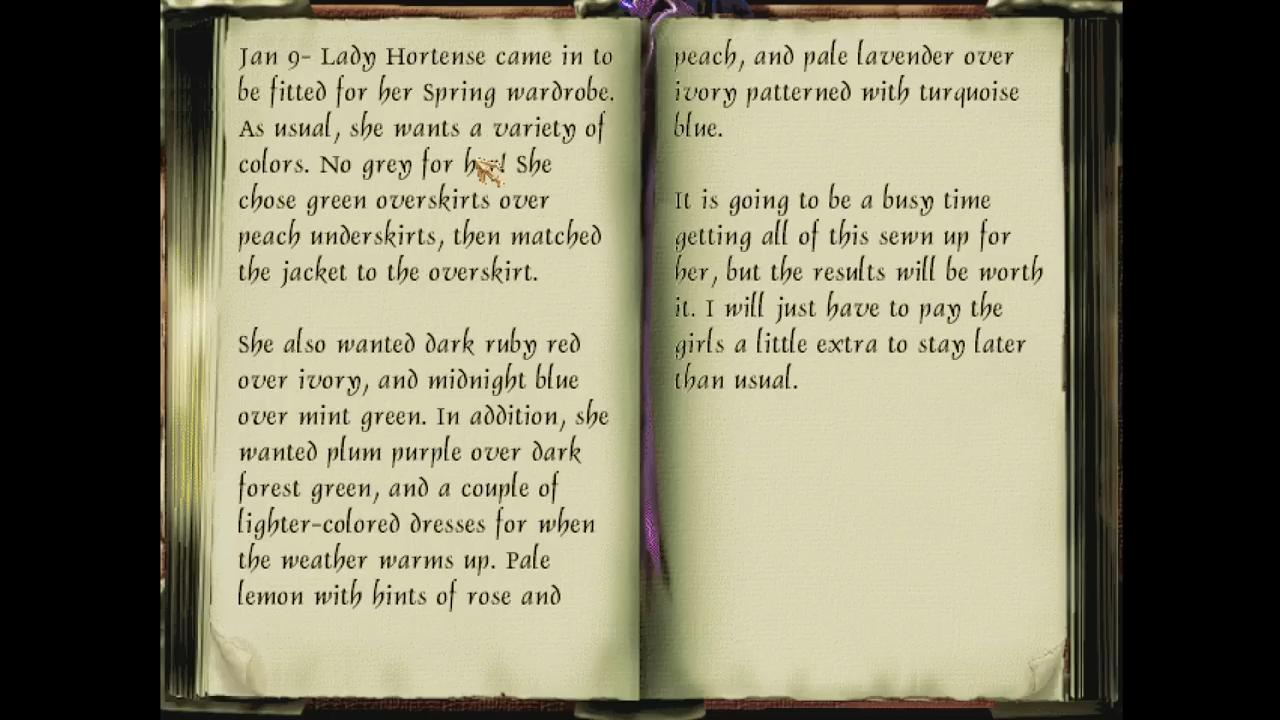 Jan 9- Lady Hortense came in to
be fitted for her Spring wardrobe.
As usual, she wants a variety of
colors. No grey for her! She
chose green overskirts over
peach underskirts, then matched
the jacket to the overskirt.
She also wanted dark ruby red
over ivory, and midnight blue
over mint green. In addition, she
wanted plum purple over dark
forest green, and a couple of
lighter-colored dresses for when
the weather warms up. Pale
lemon with hints of rose and
peach, and pale lavender over
ivory patterned with turquoise
blue.
It is going to be a busy time
getting all of this sewn up for
her, but the results will be worth
it. I will just have to pay the
girls a little extra to stay later
than usual.